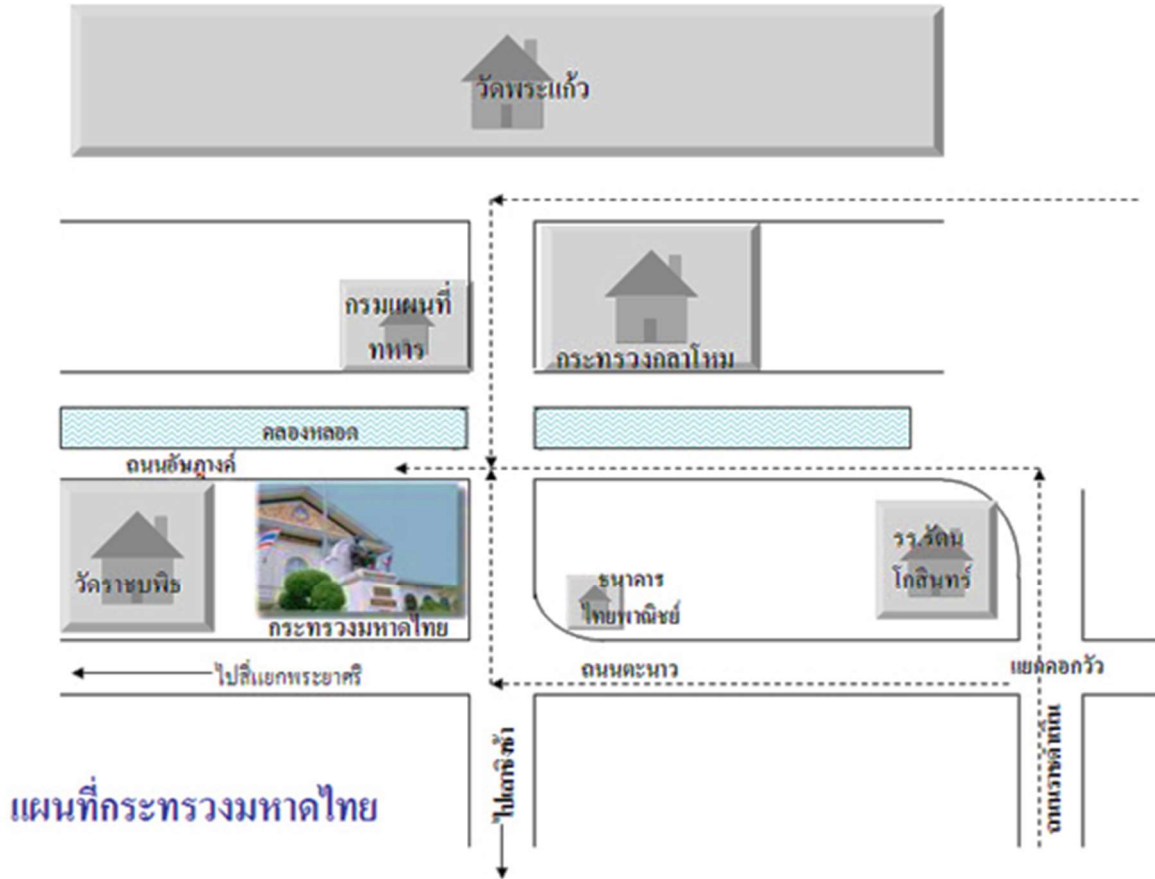 วัดพระแก้ว
กรมแผนที่
ทหาร
กระทรวงกลาโหม
คลองหลอด
ถนนอัษฎางค์
วัดราชบพิธ
กระทรวงมหาดไทย
ธนาคาร
ไทยพาณิชย์
รร.รัตน
โกสินทร์
ไปสี่แยกพระยาศรี
ถนนตะนาว
แยกคอกวัว
ไปเสาชิงช้า
ถนนราชดำเนิน
แผนที่กระทรวงมหาดไทย